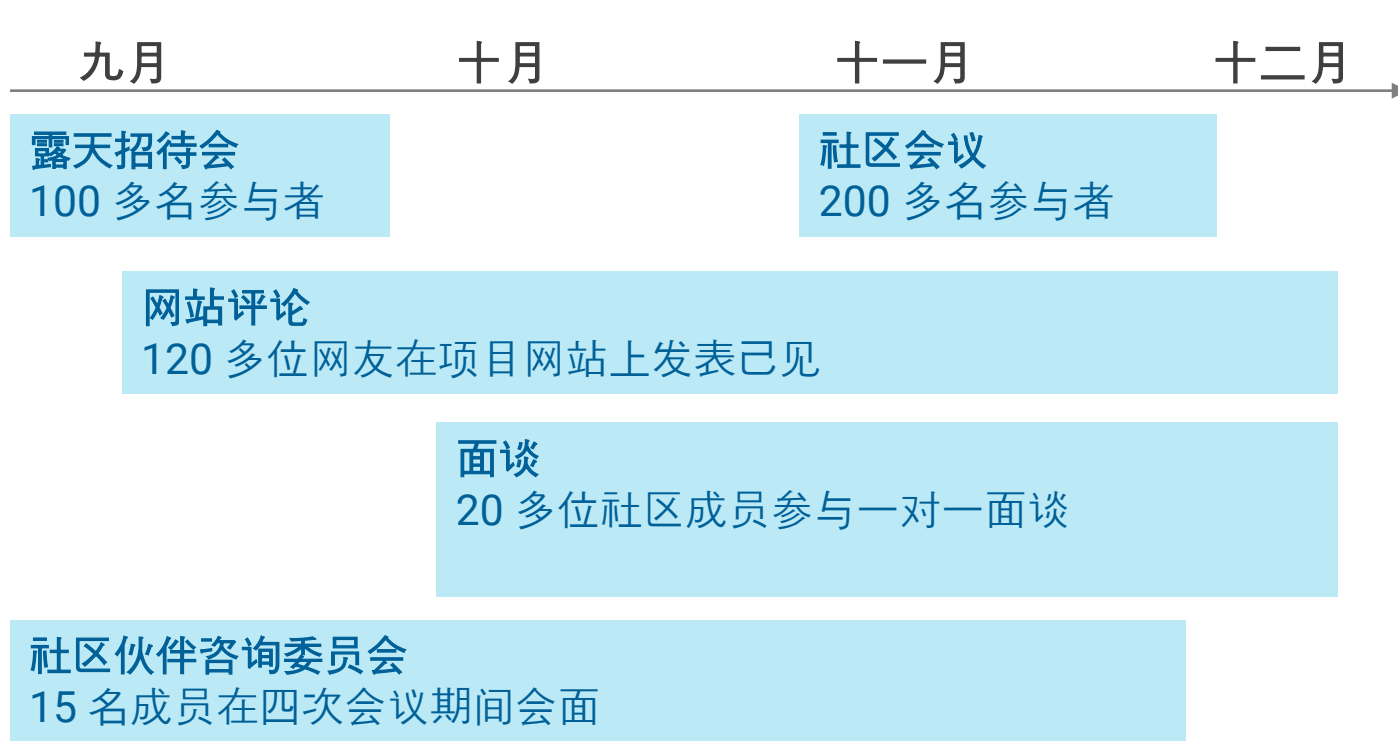 九月 十月 十一月 十二月
露天招待会
100 多名参与者
社区会议
200 多名参与者
网站评论
120 多位网友在项目网站上发表己见
面谈
20 多位社区成员参与一对一面谈
社区伙伴咨询委员会
15 名成员在四次会议期间会面